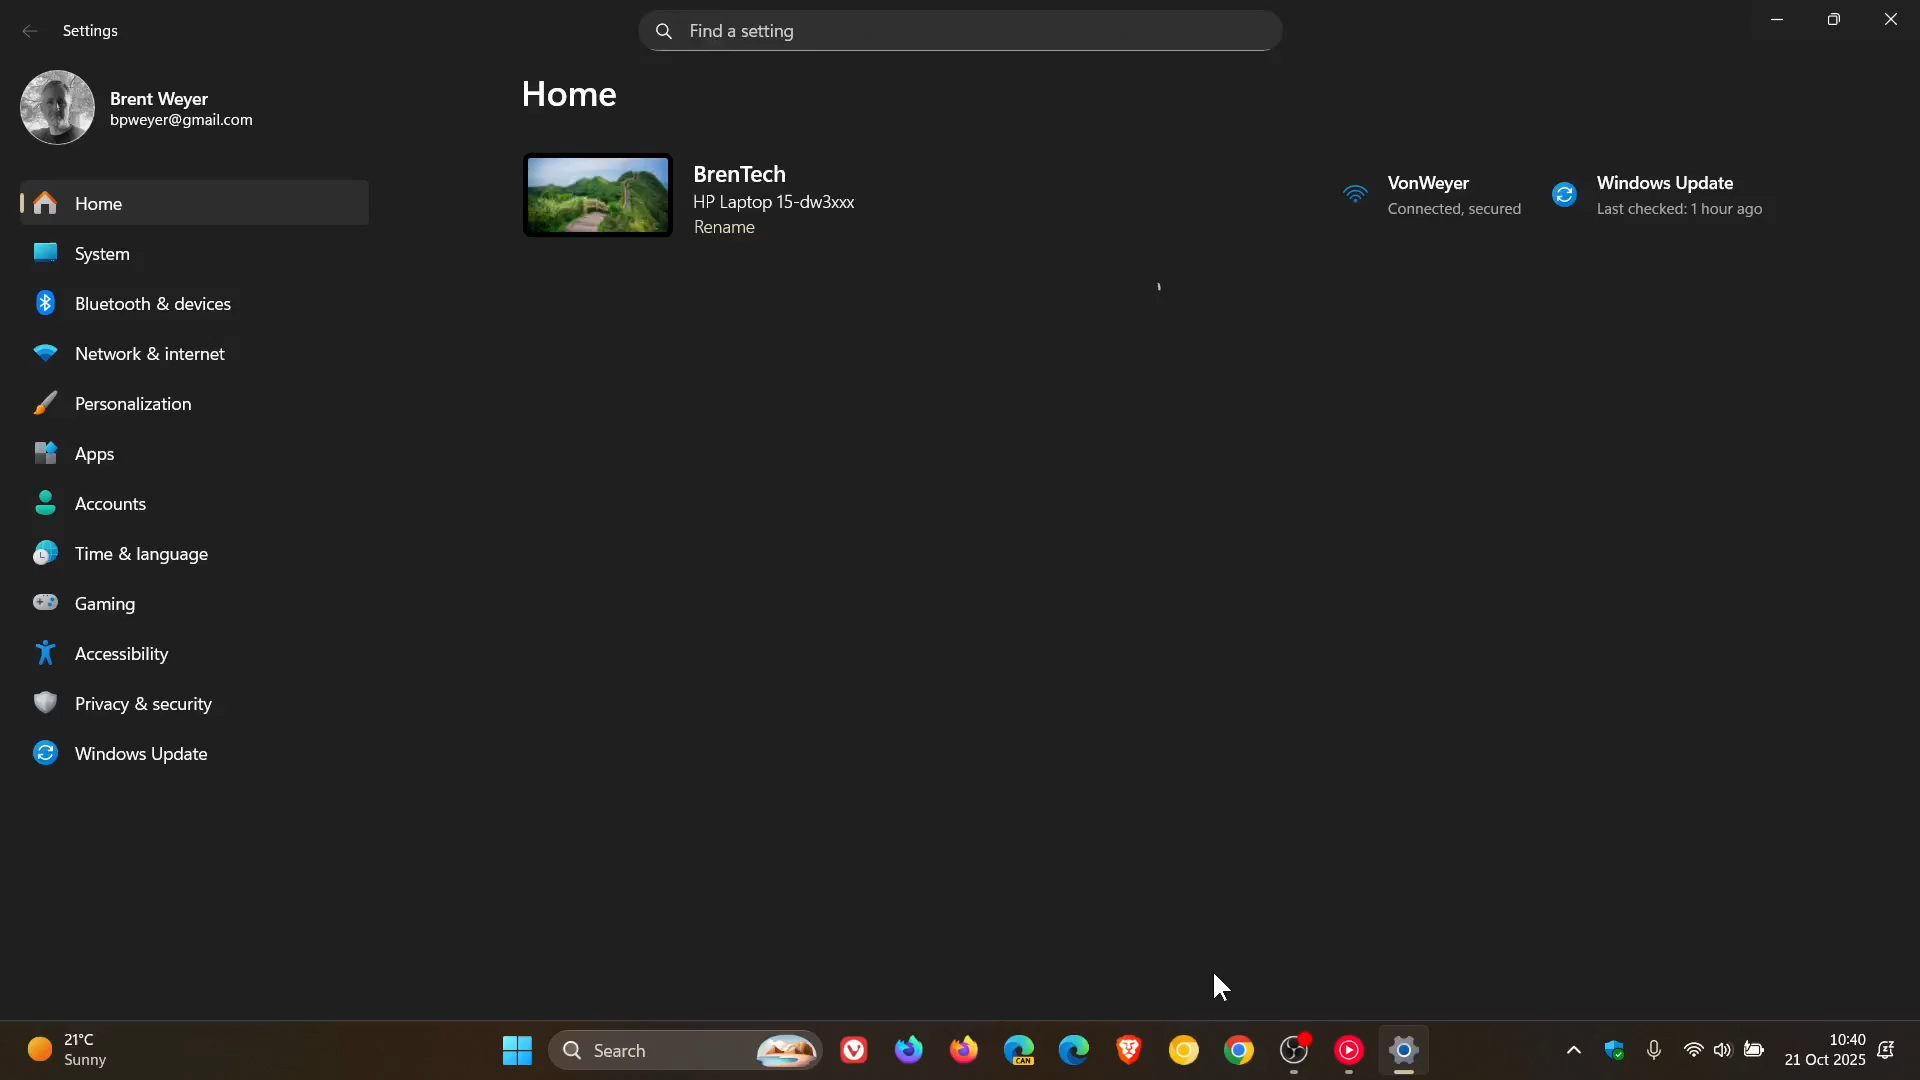 Settings
Find a setting
Brent Weyer
bpweyer@gmail.com
Home
System
Bluetooth & devices
Network & internet
Personalization
Apps
Accounts
Time & language
Gaming
Accessibility
Privacy & security
Windows Update
Home
BrenTech
HP Laptop 15-dw3xxx
Rename
VonWeyer
Connected, secured
Windows Update
Last checked: 1 hour ago
21°C
Sunny
Search
CAN
10:40
21 Oct 2025